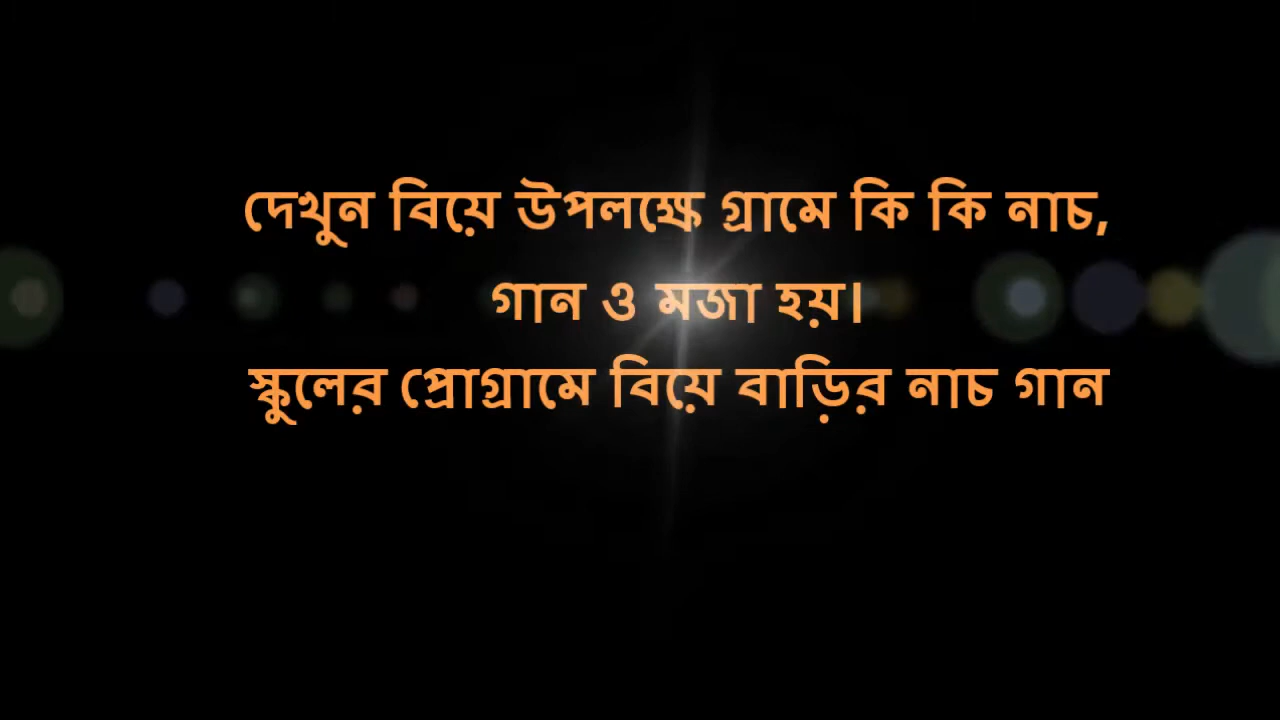 দেখুন বিয়ে উপলক্ষে গ্রামে কি কি নাচ,
গান ও মজা হয়।
স্কুলের প্রোগ্রামে বিয়ে বাড়ির নাচ গান